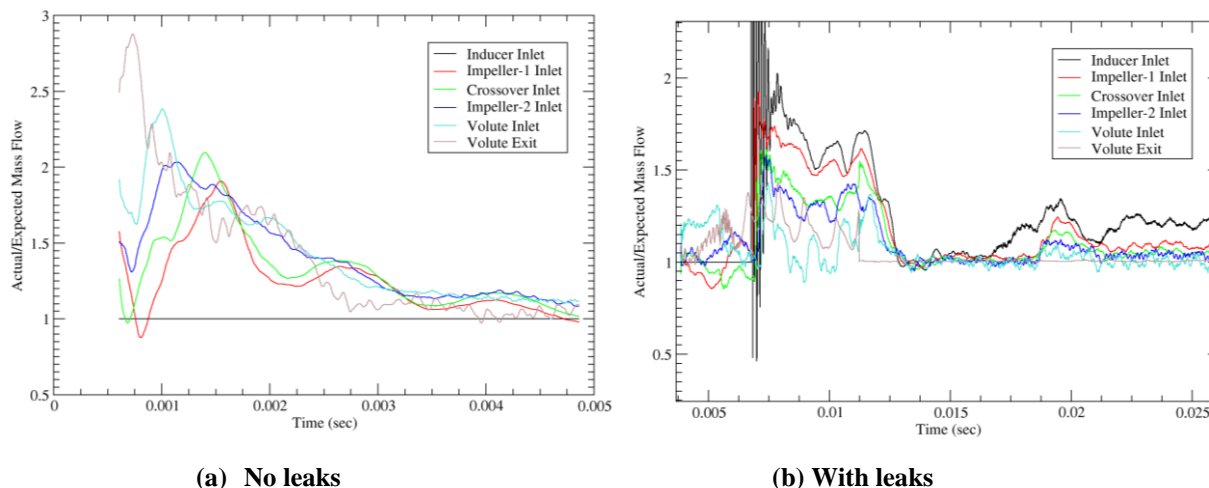 3
2.5
2
1.5
1
0.5
Actual/Expected Mass Flow
Inducer Inlet
Impeller-1 Inlet
Crossover Inlet
Impeller-2 Inlet
Volute Inlet
Volute Exit
0
0.001
0.002
0.003
0.004
0.005
Time (sec)
(a) No leaks
2
1.5
1
0.5
Actual/Expected Mass Flow
Inducer Inlet
Impeller-1 Inlet
Crossover Inlet
Impeller-2 Inlet
Volute Inlet
Volute Exit
0.005
0.01
0.015
0.02
0.025
Time (sec)
(b) With leaks